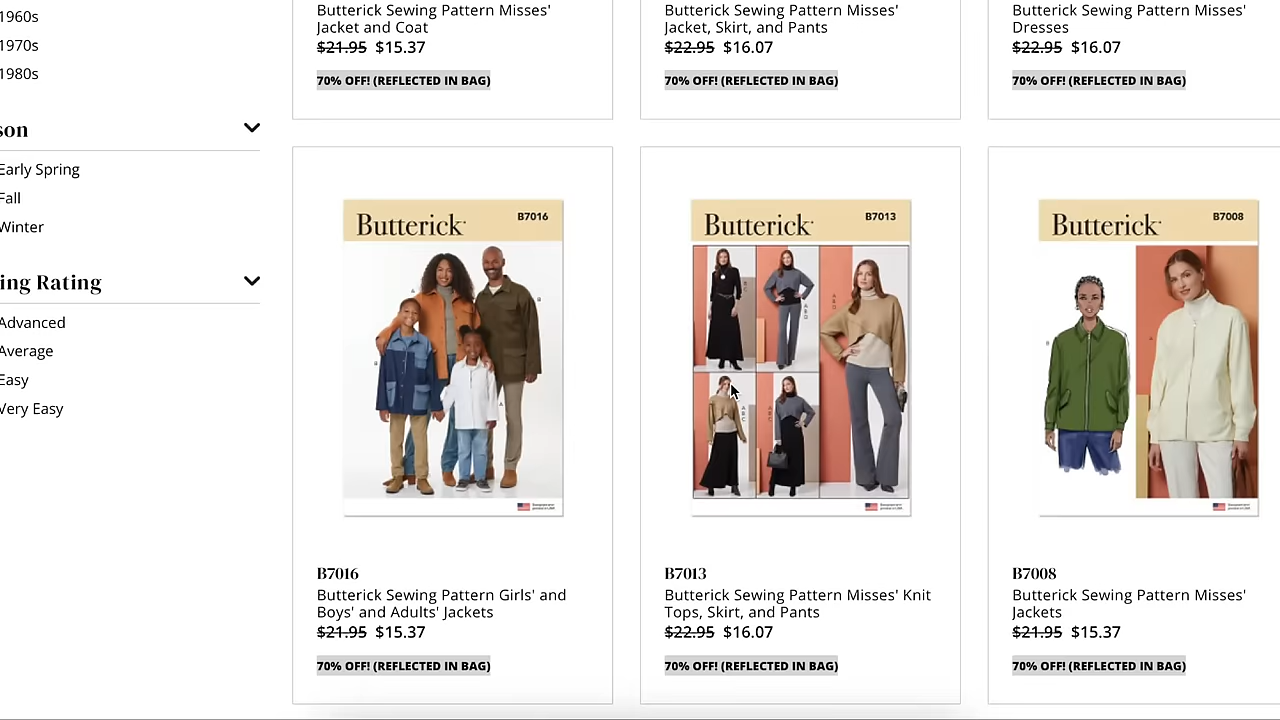 1960s
1970s
1980s
son
Early Spring
Fall
Winter
ing Rating
Advanced
Average
Easy
Very Easy
Butterick Sewing Pattern Misses'
Jacket and Coat
$21.95 $15.37
70% OFF! (REFLECTED IN BAG)
Butterick Sewing Pattern Misses'
Jacket, Skirt, and Pants
$22.95 $16.07
70% OFF! (REFLECTED IN BAG)
Butterick Sewing Pattern Misses'
Dresses
$22.95 $16.07
70% OFF! (REFLECTED IN BAG)
Butterick B7016
B7016
Butterick Sewing Pattern Girls' and
Boys' and Adults' Jackets
$21.95 $15.37
70% OFF! (REFLECTED IN BAG)
Butterick B7013
B7013
Butterick Sewing Pattern Misses' Knit
Tops, Skirt, and Pants
$22.95 $16.07
70% OFF! (REFLECTED IN BAG)
Butterick B7008
B7008
Butterick Sewing Pattern Misses'
Jackets
$21.95 $15.37
70% OFF! (REFLECTED IN BAG)